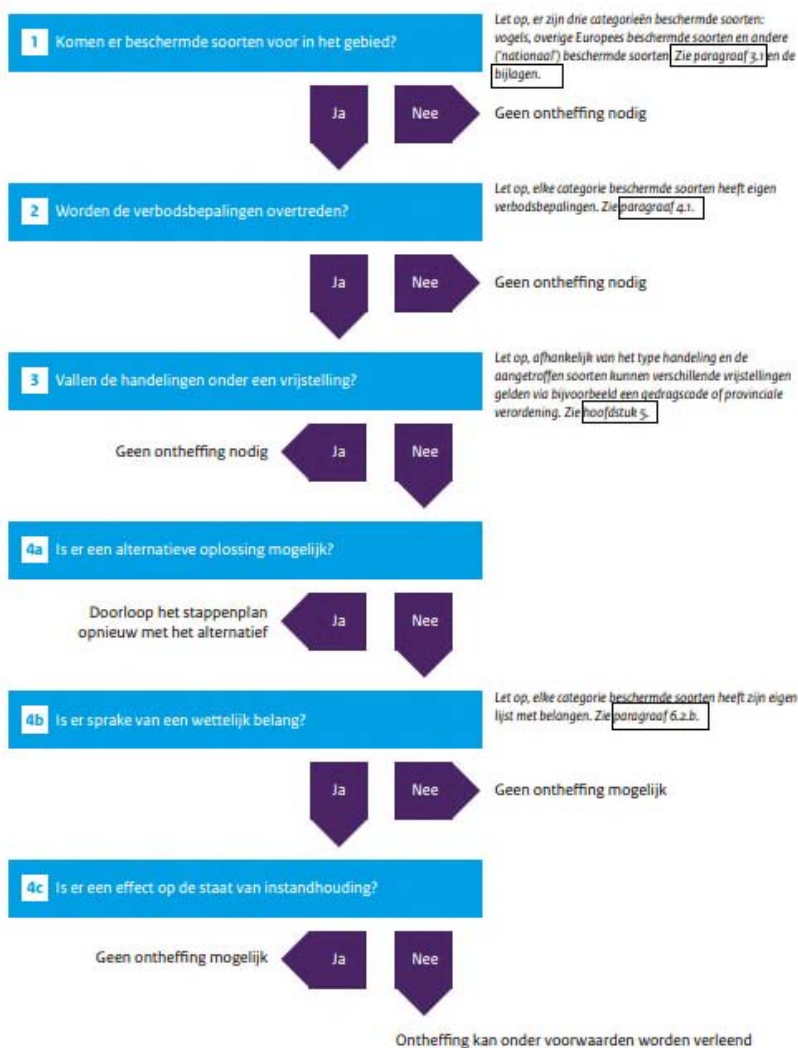 1 Komen er beschermde soorten voor in het gebied?
Let op, er zijn drie categorieën beschermde soorten:
vogels, overige Europees beschermde soorten en andere
('nationaal') beschermde soorten. Zie paragraaf 3.1 en de
bijlagen.
Ja
Nee
Geen ontheffing nodig
2 Worden de verbodsbepalingen overtreden?
Let op, elke categorie beschermde soorten heeft eigen
verbodsbepalingen. Zie paragraaf 4.1.
Ja
Nee
Geen ontheffing nodig
3 Vallen de handelingen onder een vrijstelling?
Let op, afhankelijk van het type handeling en de
aangetroffen soorten kunnen verschillende vrijstellingen
gelden via bijvoorbeeld een gedragscode of provinciale
verordening. Zie hoofdstuk 5.
Geen ontheffing nodig
Ja
Nee
4a Is er een alternatieve oplossing mogelijk?
Doorloop het stappenplan
opnieuw met het alternatief
Ja
Nee
4b Is er sprake van een wettelijk belang?
Let op, elke categorie beschermde soorten heeft zijn eigen
lijst met belangen. Zie paragraaf 6.2.b.
Ja
Nee
Geen ontheffing mogelijk
4c Is er een effect op de staat van instandhouding?
Geen ontheffing mogelijk
Ja
Nee
Ontheffing kan onder voorwaarden worden verleend